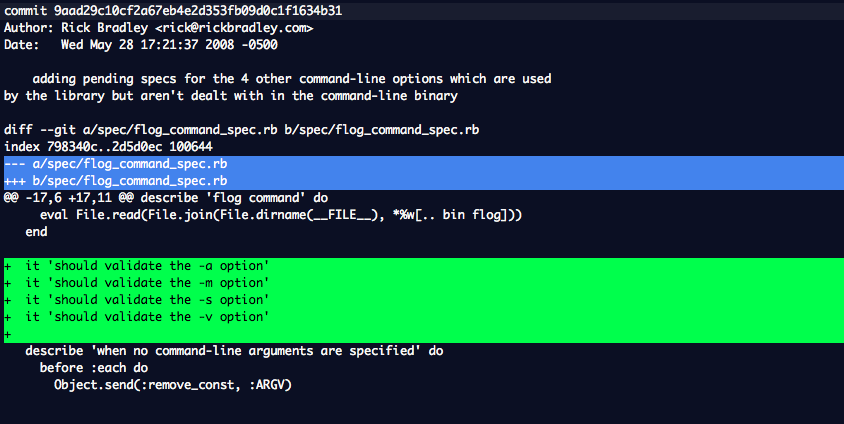 commit 9aad29c10cf2a67eb4e2d353fb09d0c1f1634b31
Author: Rick Bradley <rick@rickbradley.com>
Date:   Wed May 28 17:21:37 2008 -0500
    adding pending specs for the 4 other command-line options which are used
by the library but aren't dealt with in the command-line binary
diff --git a/spec/flog_command_spec.rb b/spec/flog_command_spec.rb
index 798340c..2d5d0ec 100644
--- a/spec/flog_command_spec.rb
+++ b/spec/flog_command_spec.rb
@@ -17,6 +17,11 @@ describe 'flog command' do
     eval File.read(File.join(File.dirname(__FILE__), *%w[.. bin flog]))
   end
+  it 'should validate the -a option'
+  it 'should validate the -m option'
+  it 'should validate the -s option'
+  it 'should validate the -v option'
+
   describe 'when no command-line arguments are specified' do
     before :each do
       Object.send(:remove_const, :ARGV)